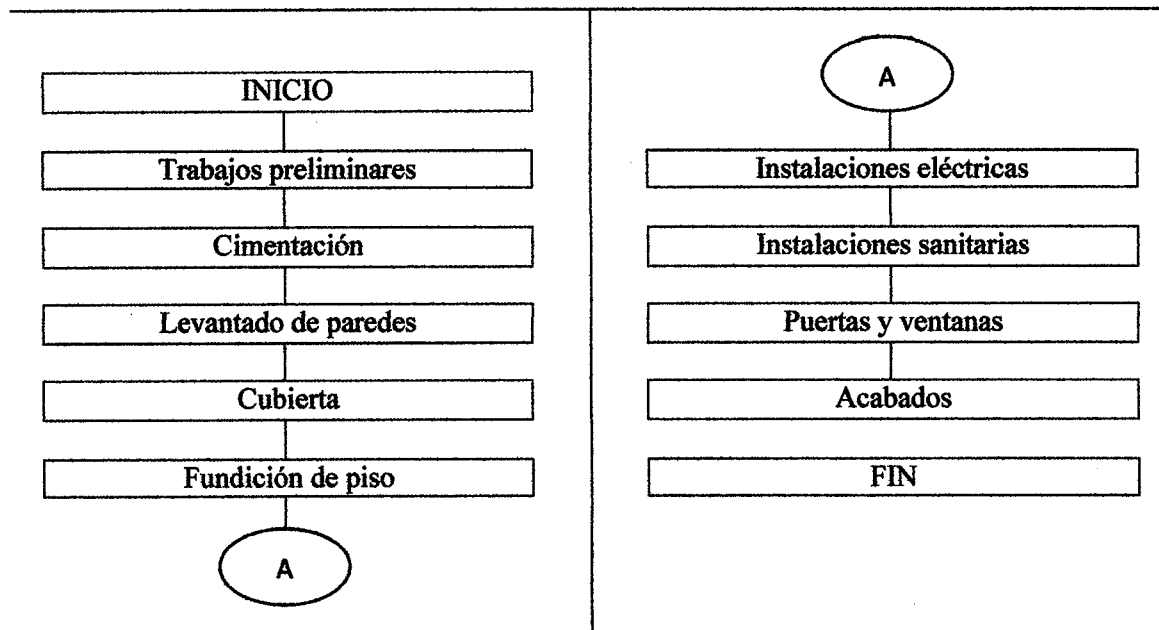 INICIO
Trabajos preliminares
Cimentación
Levantado de paredes
Cubierta
Fundición de piso
A
A
Instalaciones eléctricas
Instalaciones sanitarias
Puertas y ventanas
Acabados
FIN